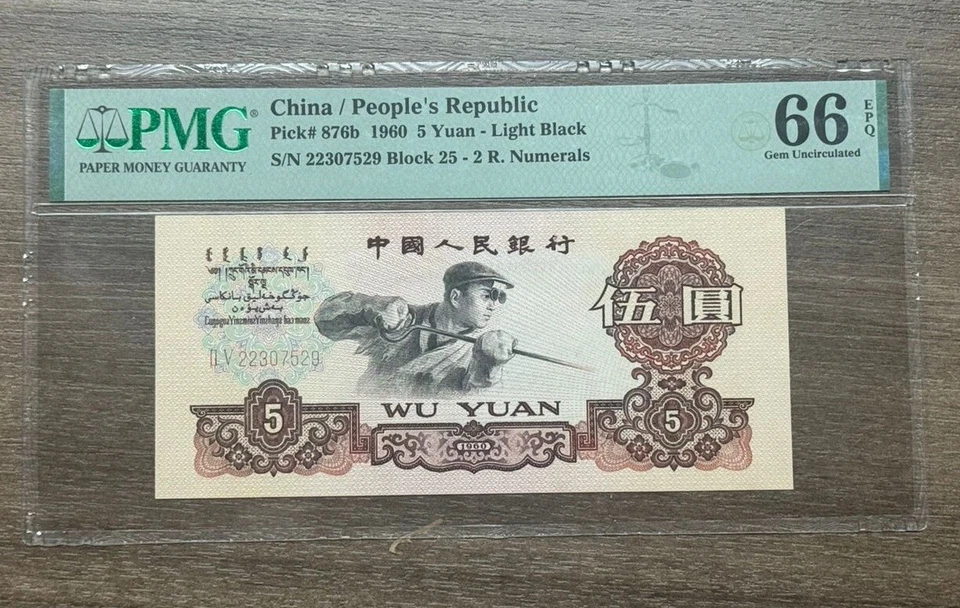 PMG®
PAPER MONEY GUARANTY
China / People's Republic
Pick# 876b 1960 5 Yuan - Light Black
S/N 22307529 Block 25 - 2 R. Numerals
66 EPQ
Gem Uncirculated
中國人民銀行
伍圓
II V 22307529
5
WU YUAN
1960
5